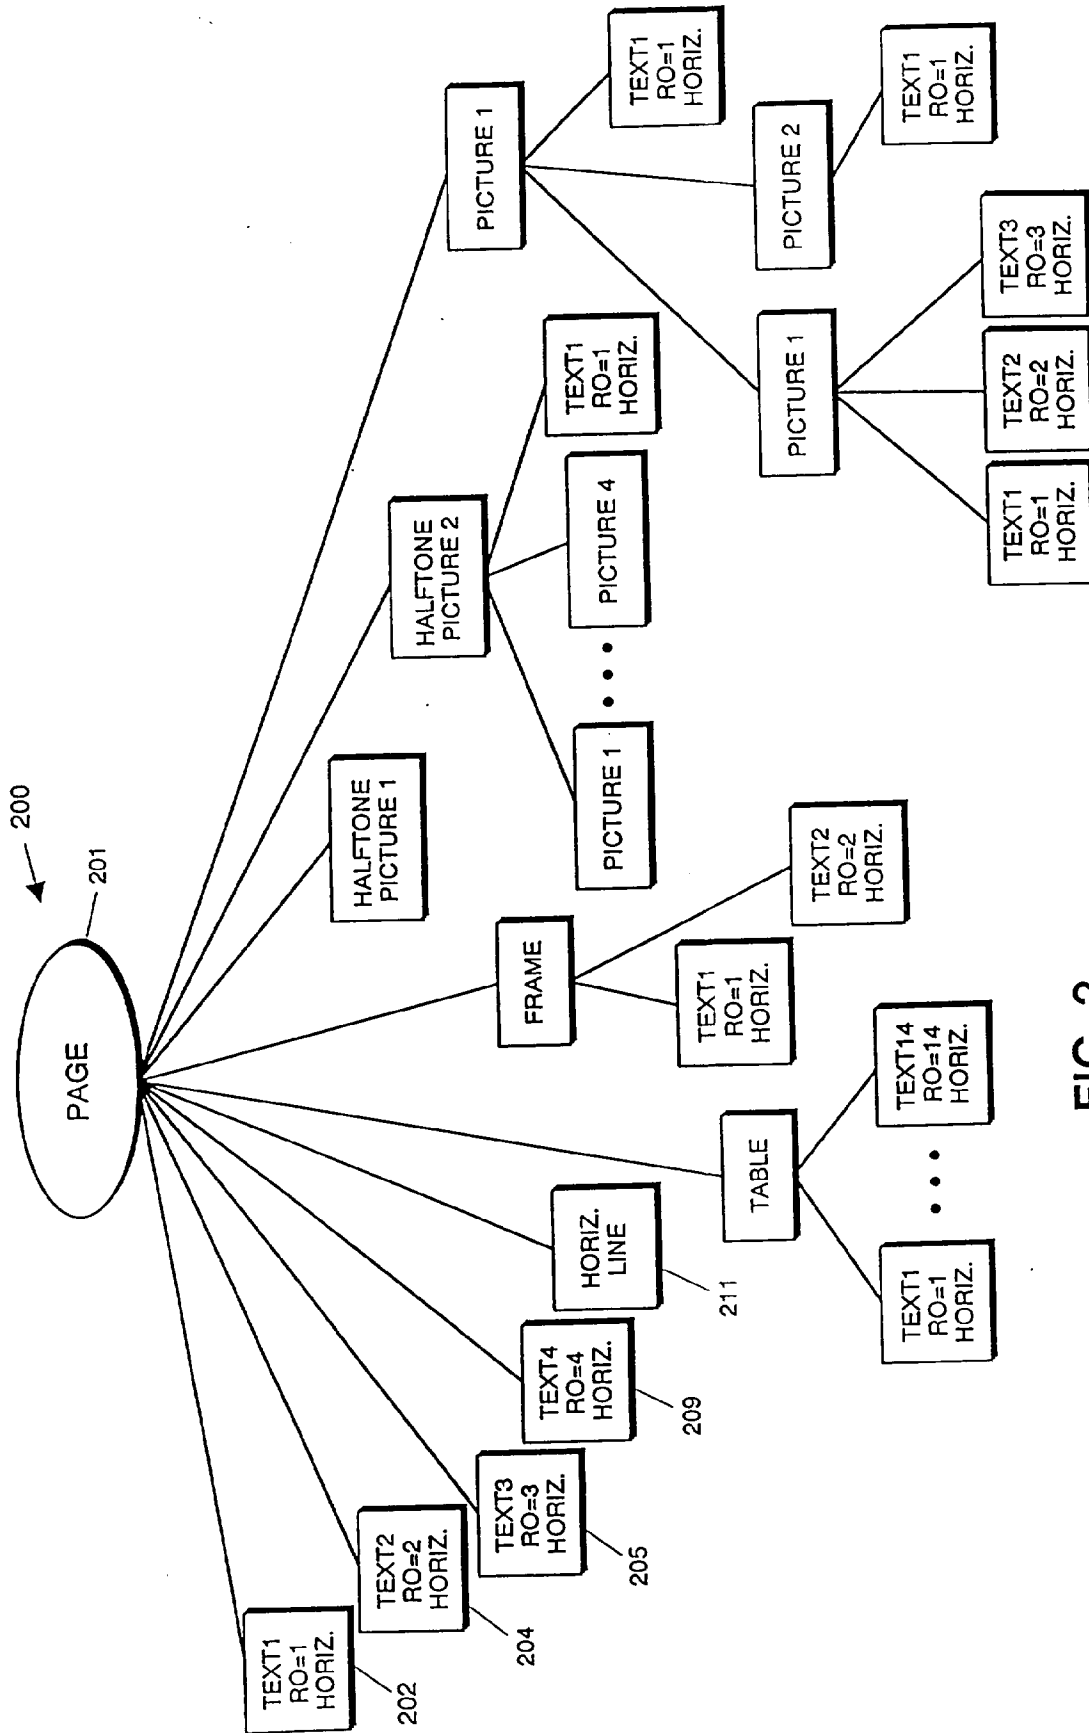 200
201
PAGE
TEXT1
RO=1
HORIZ.
202
TEXT2
RO=2
HORIZ.
204
TEXT3
RO=3
HORIZ.
205
TEXT4
RO=4
HORIZ.
209
HORIZ.
LINE
211
TABLE
TEXT1
RO=1
HORIZ.
• • •
TEXT14
RO=14
HORIZ.
FRAME
TEXT1
RO=1
HORIZ.
TEXT2
RO=2
HORIZ.
HALFTONE
PICTURE 1
HALFTONE
PICTURE 2
PICTURE 1
• • •
PICTURE 4
TEXT1
RO=1
HORIZ.
PICTURE 1
PICTURE 1
TEXT1
RO=1
HORIZ.
TEXT2
RO=2
HORIZ.
TEXT3
RO=3
HORIZ.
PICTURE 2
TEXT1
RO=1
HORIZ.
TEXT1
RO=1
HORIZ.
FIG.